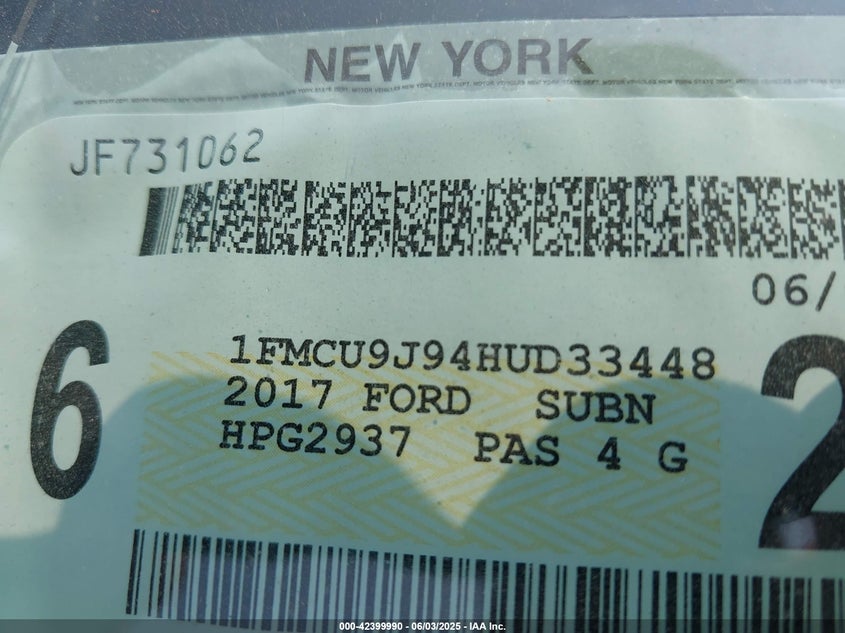 NEW YORK
JF731062
06/
6
2
1FMCU9J94HUD33448
2017 FORD SUBN
HPG2937 PAS 4 G
000-42399990 - 06/03/2025 - IAA, Inc.